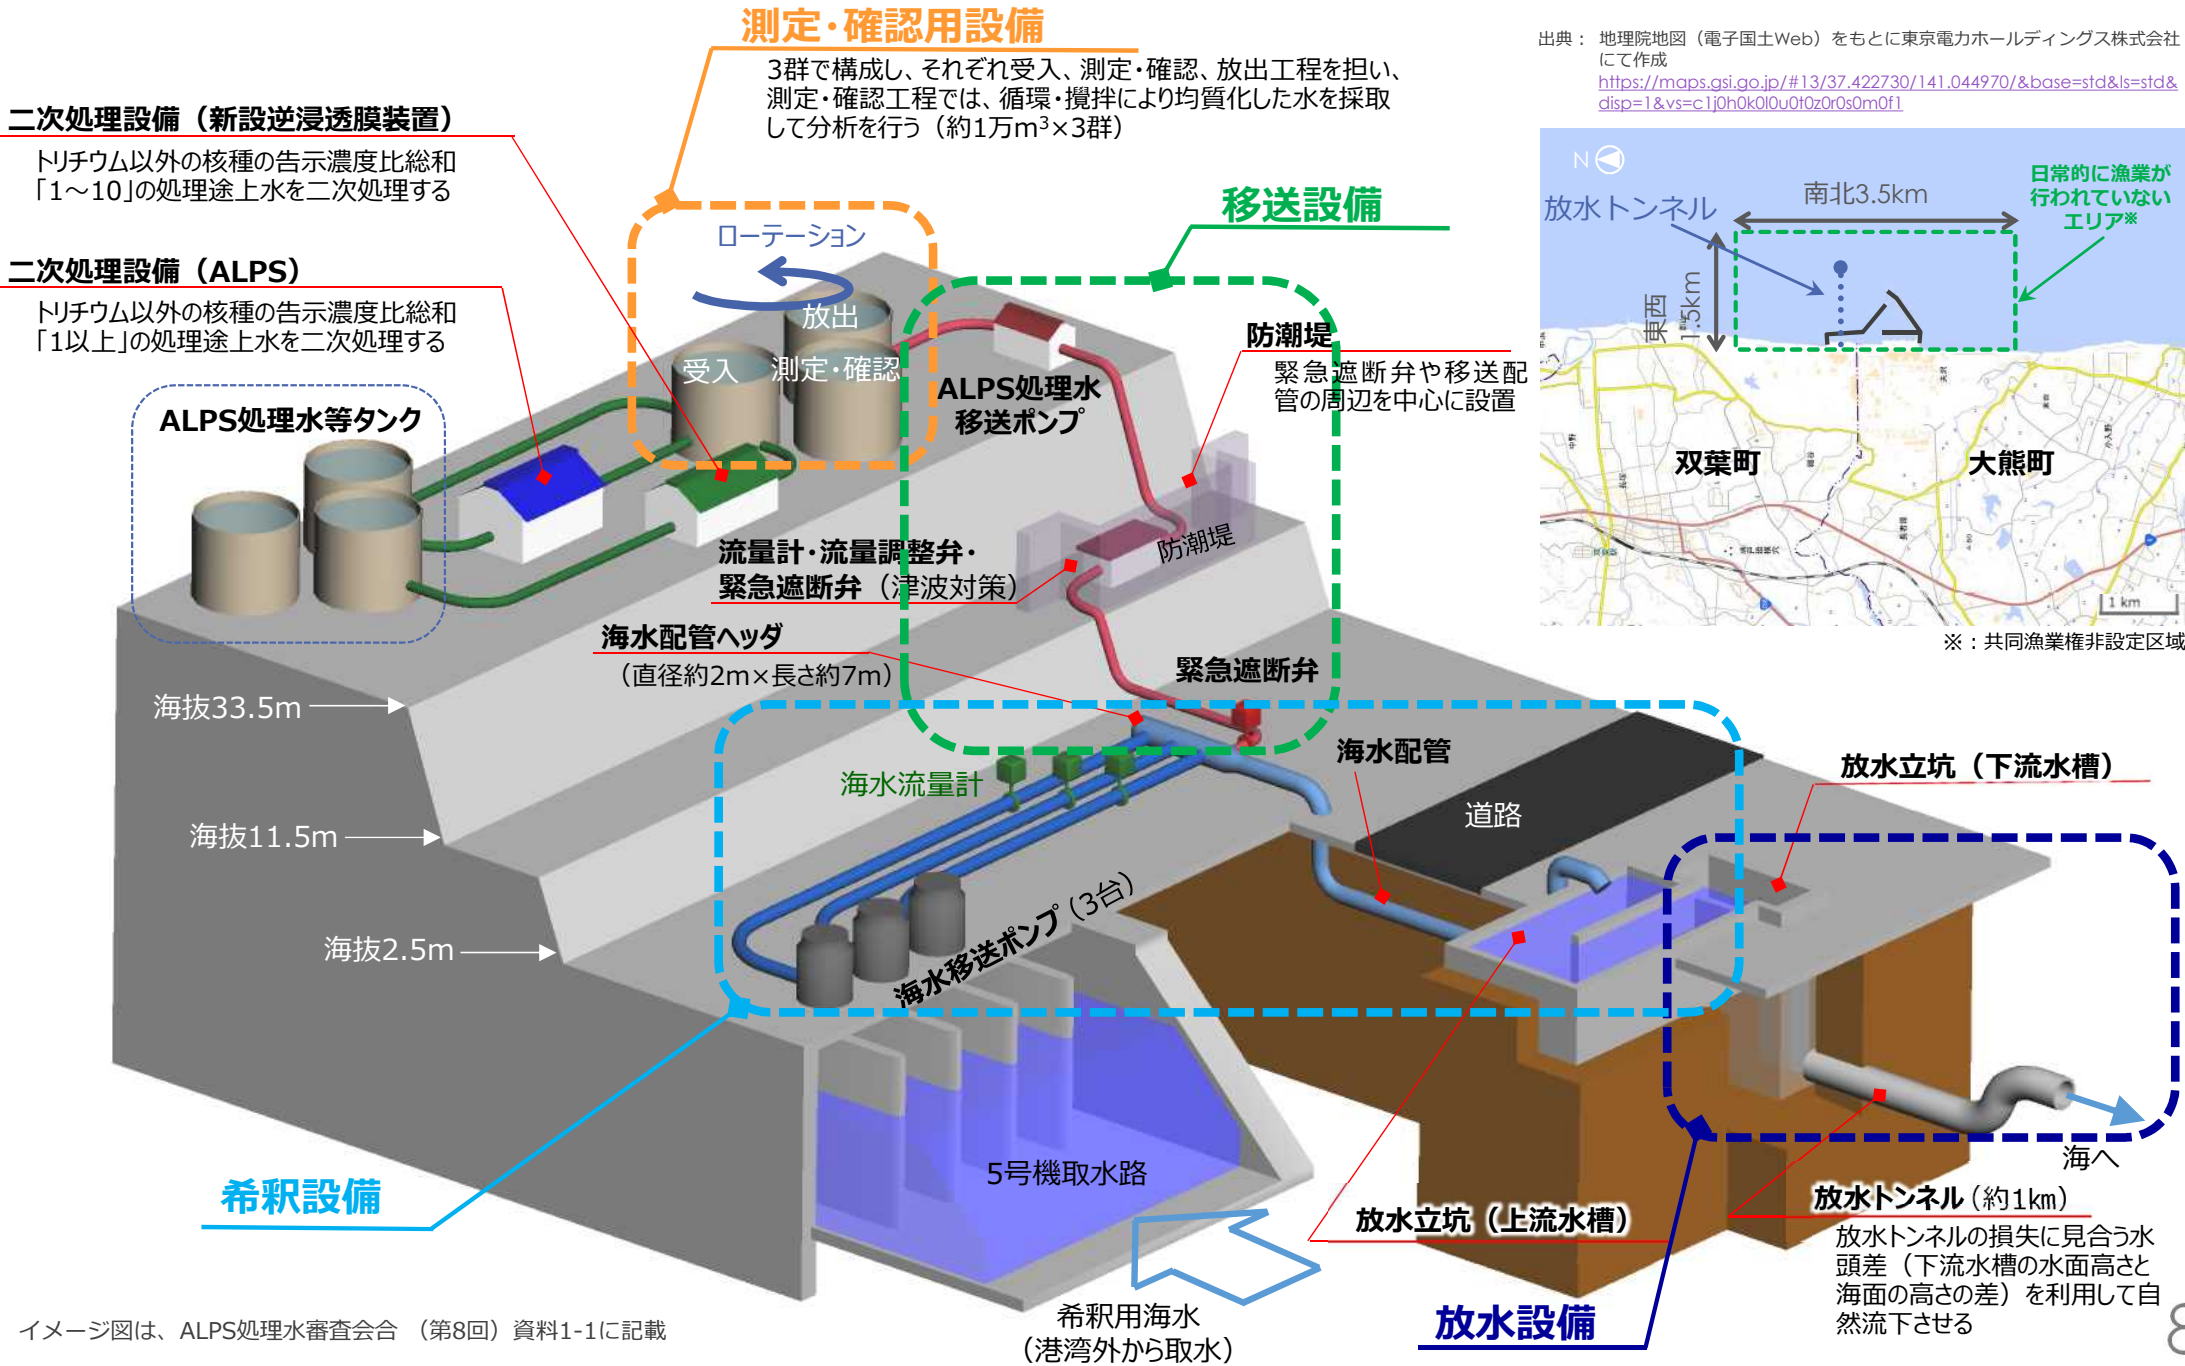 測定・確認用設備
3群で構成し、それぞれ受入、測定・確認、放出工程を担い、
測定・確認工程では、循環・攪拌により均質化した水を採取
して分析を行う（約1万m³×3群）
出典： 地理院地図（電子国土Web）をもとに東京電力ホールディングス株式会社
にて作成
https://maps.gsi.go.jp/#13/37.422730/141.044970/&base=std&ls=std&
disp=1&vs=c1j0h0k0l0u0t0z0r0s0m0f1
二次処理設備（新設逆浸透膜装置）
トリチウム以外の核種の告示濃度比総和
「1～10」の処理途上水を二次処理する
二次処理設備（ALPS）
トリチウム以外の核種の告示濃度比総和
「1以上」の処理途上水を二次処理する
ALPS処理水等タンク
ローテーション
放出
受入
測定・確認
移送設備
ALPS処理水
移送ポンプ
防潮堤
緊急遮断弁や移送配
管の周辺を中心に設置
防潮堤
N
放水トンネル
南北3.5km
東西
1.5km
日常的に漁業が
行われていない
エリア※
双葉町
大熊町
1 km
※：共同漁業権非設定区域
流量計・流量調整弁・
緊急遮断弁（津波対策）
海水配管ヘッダ
（直径約2m×長さ約7m）
緊急遮断弁
海抜33.5m
海抜11.5m
海抜2.5m
海水流量計
海水配管
道路
放水立坑（下流水槽）
海水移送ポンプ（3台）
5号機取水路
希釈設備
希釈用海水
（港湾外から取水）
放水立坑（上流水槽）
放水設備
海へ
放水トンネル（約1km）
放水トンネルの損失に見合う水
頭差（下流水槽の水面高さと
海面の高さの差）を利用して自
然流下させる
イメージ図は、ALPS処理水審査会合 （第8回）資料1-1に記載
8